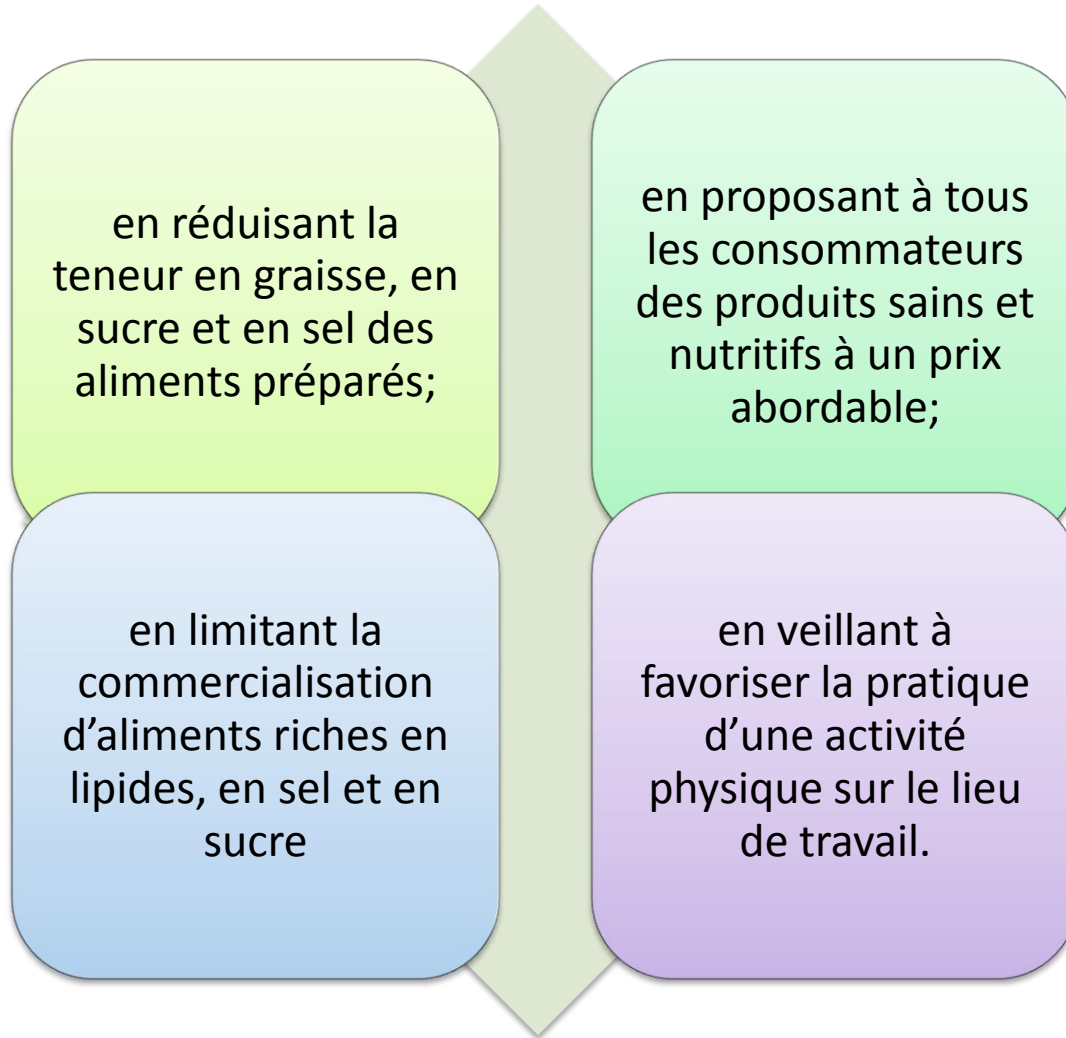 en réduisant la
teneur en graisse, en
sucre et en sel des
aliments préparés;
en proposant à tous
les consommateurs
des produits sains et
nutritifs à un prix
abordable;
en limitant la
commercialisation
d’aliments riches en
lipides, en sel et en
sucre
en veillant à
favoriser la pratique
d’une activité
physique sur le lieu
de travail.